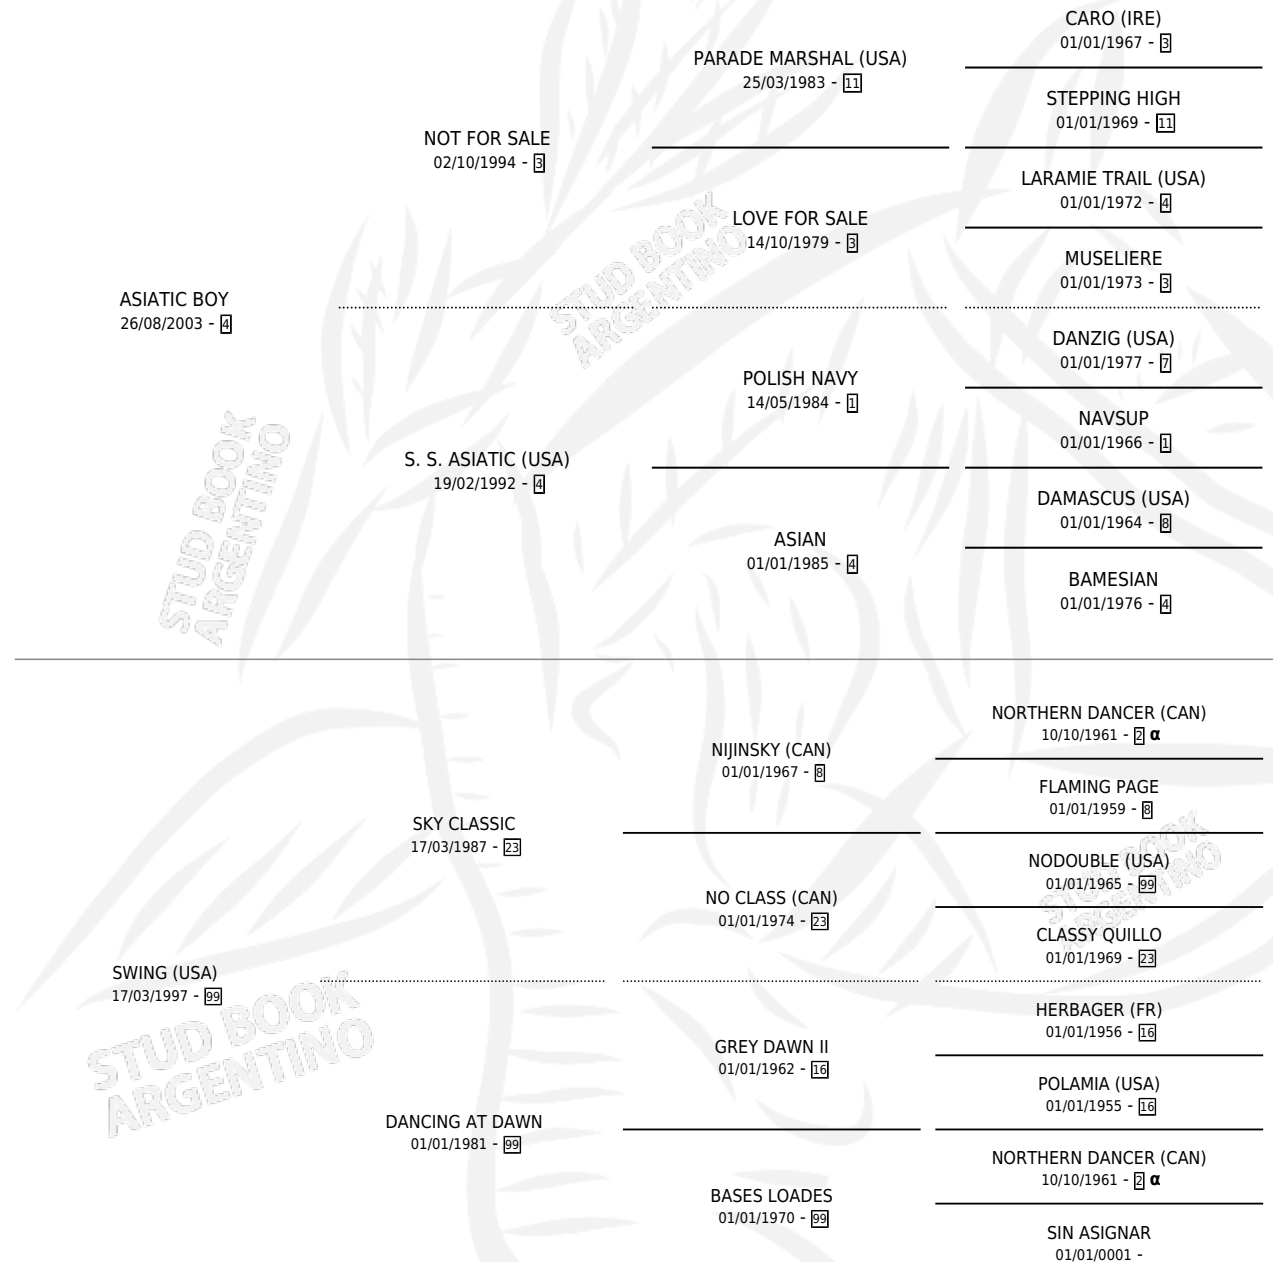 CARO (IRE)
01/01/1967 - 3
PARADE MARSHAL (USA)
25/03/1983 - 11
STEPPING HIGH
01/01/1969 - 11
NOT FOR SALE
02/10/1994 - 3
LARAMIE TRAIL (USA)
01/01/1972 - 4
LOVE FOR SALE
14/10/1979 - 3
MUSELIERE
01/01/1973 - 3
ASIATIC BOY
26/08/2003 - 4
DANZIG (USA)
01/01/1977 - 7
POLISH NAVY
14/05/1984 - 1
NAVSUP
01/01/1966 - 1
S. S. ASIATIC (USA)
19/02/1992 - 4
DAMASCUS (USA)
01/01/1964 - 8
ASIAN
01/01/1985 - 4
BAMESIAN
01/01/1976 - 4
NORTHERN DANCER (CAN)
10/10/1961 - 2 α
NIJINSKY (CAN)
01/01/1967 - 8
FLAMING PAGE
01/01/1959 - 8
SKY CLASSIC
17/03/1987 - 23
NODOUBLE (USA)
01/01/1965 - 99
NO CLASS (CAN)
01/01/1974 - 23
CLASSY QUILLO
01/01/1969 - 23
SWING (USA)
17/03/1997 - 99
HERBAGER (FR)
01/01/1956 - 16
GREY DAWN II
01/01/1962 - 16
POLAMIA (USA)
01/01/1955 - 16
DANCING AT DAWN
01/01/1981 - 99
NORTHERN DANCER (CAN)
10/10/1961 - 2 α
BASES LOADES
01/01/1970 - 99
SIN ASIGNAR
01/01/0001 -
STUD BOOK
ARGENTINO
STUD BOOK
ARGENTINO
STUD BOOK
ARGENTINO
STUD BOOK
ARGENTINO